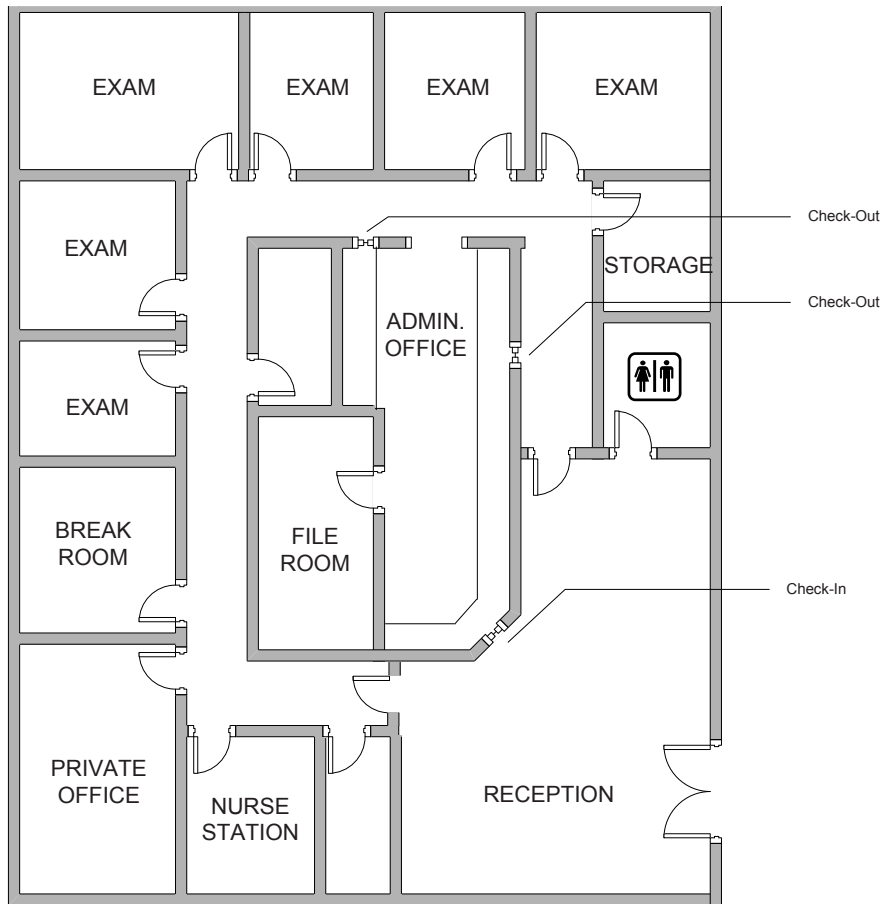 EXAM
EXAM
EXAM
EXAM
Check-Out
EXAM
STORAGE
Check-Out
ADMIN.
OFFICE
EXAM
BREAK
ROOM
FILE
ROOM
Check-In
PRIVATE
OFFICE
NURSE
STATION
RECEPTION